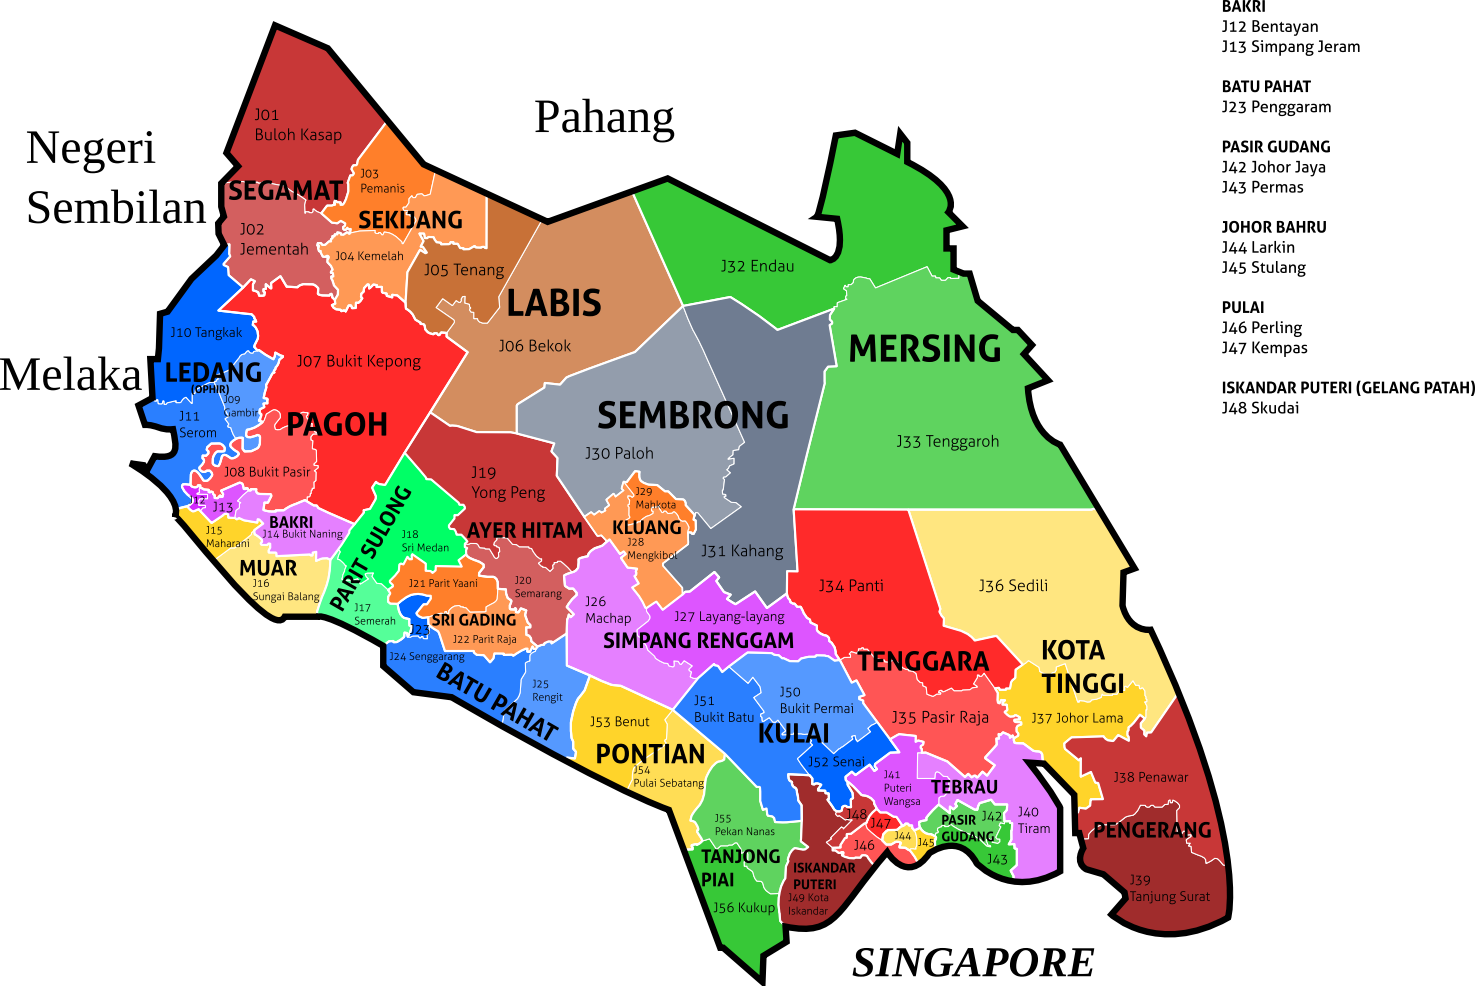 Negeri
Sembilan
Melaka
Pahang
SINGAPORE
J01
Buloh Kasap
SEGAMAT
J02
Jementah
J03
Pemanis
SEKIJANG
J04 Kemelah
J05 Tenang
LABIS
J06 Bekok
J07 Bukit Kepong
PAGOH
J08 Bukit Pasir
J10 Tangkak
LEDANG
(OPHIR)
J09
Gambir
J11
Serom
J12
J13
BAKRI
J14 Bukit Naning
J15
Maharani
MUAR
J16
Sungai Balang
PARIT SULONG
J18
Sri Medan
J17
Semerah
J19
Yong Peng
AYER HITAM
J20
Semarang
J21 Parit Yaani
SRI GADING
J22 Parit Raja
J23
J24 Senggarang
BATU PAHAT
J25
Rengit
J26
Machap
J27 Layang-layang
SIMPANG RENGGAM
J29
Mahkota
KLUANG
J28
Mengkibol
SEMBRONG
J30 Paloh
J31 Kahang
J32 Endau
MERSING
J33 Tenggaroh
J34 Panti
TENGGARA
J35 Pasir Raja
J36 Sedili
KOTA
TINGGI
J37 Johor Lama
J38 Penawar
PENGERANG
J39
Tanjung Surat
J40
Tiram
TEBRAU
J41
Puteri
Wangsa
PASIR
GUDANG
J42
J43
J44
J45
J46
J47
J48
ISKANDAR
PUTERI
J49 Kota
Iskandar
J50
Bukit Permai
J51
Bukit Batu
KULAI
J52 Senai
J53 Benut
PONTIAN
J54
Pulai Sebatang
J55
Pekan Nanas
TANJONG
PIAI
J56 Kukup
BAKRI
J12 Bentayan
J13 Simpang Jeram
BATU PAHAT
J23 Penggaram
PASIR GUDANG
J42 Johor Jaya
J43 Permas
JOHOR BAHRU
J44 Larkin
J45 Stulang
PULAI
J46 Perling
J47 Kempas
ISKANDAR PUTERI (GELANG PATAH)
J48 Skudai